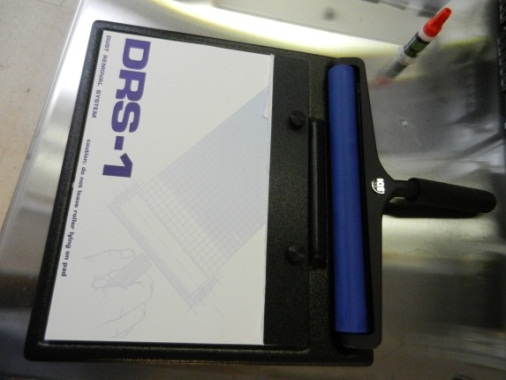 DRS-1
DUST REMOVAL SYSTEM
caution: do not leave roller lying on pad